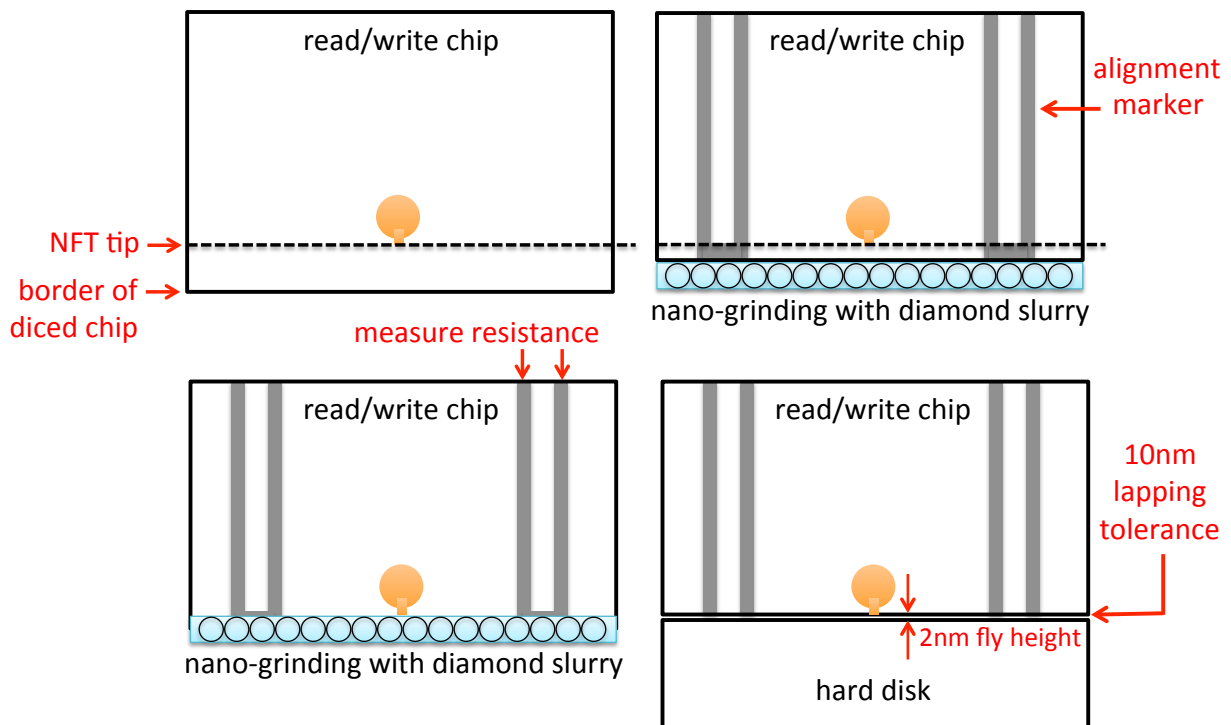 read/write chip
NFT tip
border of
diced chip
read/write chip
alignment
marker
nano-grinding with diamond slurry
measure resistance
read/write chip
nano-grinding with diamond slurry
read/write chip
10nm
lapping
tolerance
2nm fly height
hard disk